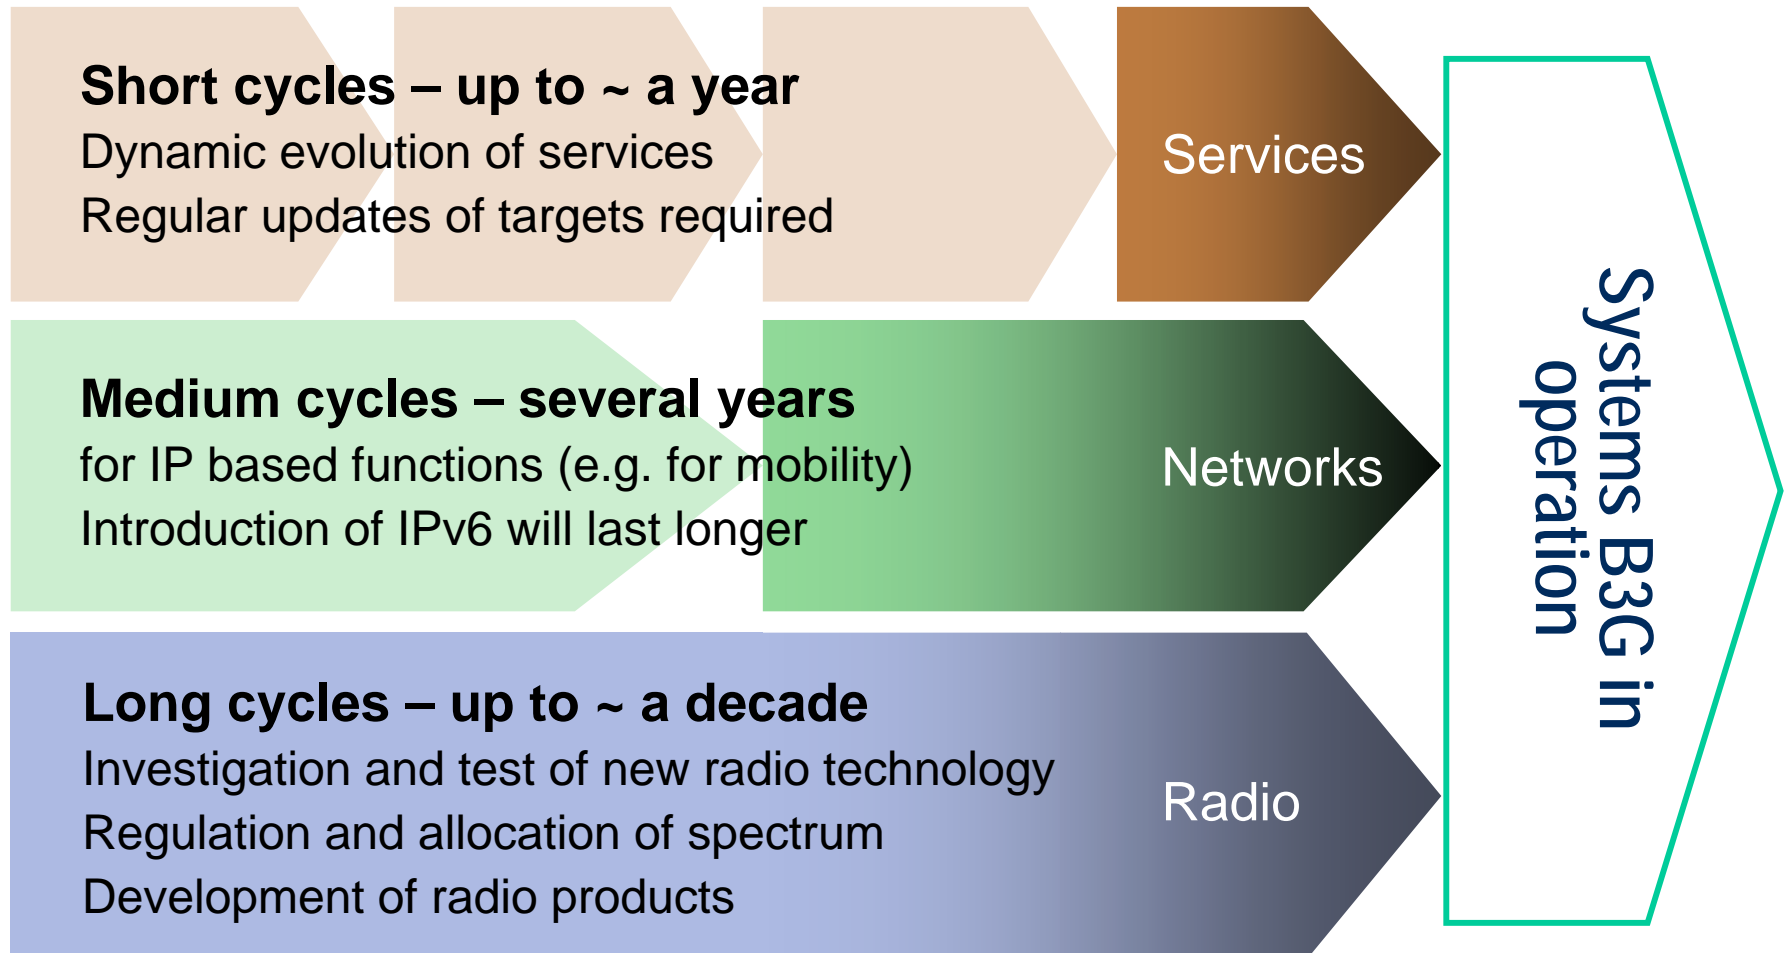 Short cycles – up to ~ a year
Dynamic evolution of services
Regular updates of targets required
Services
Medium cycles – several years
for IP based functions (e.g. for mobility)
Introduction of IPv6 will last longer
Networks
Long cycles – up to ~ a decade
Investigation and test of new radio technology
Regulation and allocation of spectrum
Development of radio products
Radio
Systems B3G in
operation